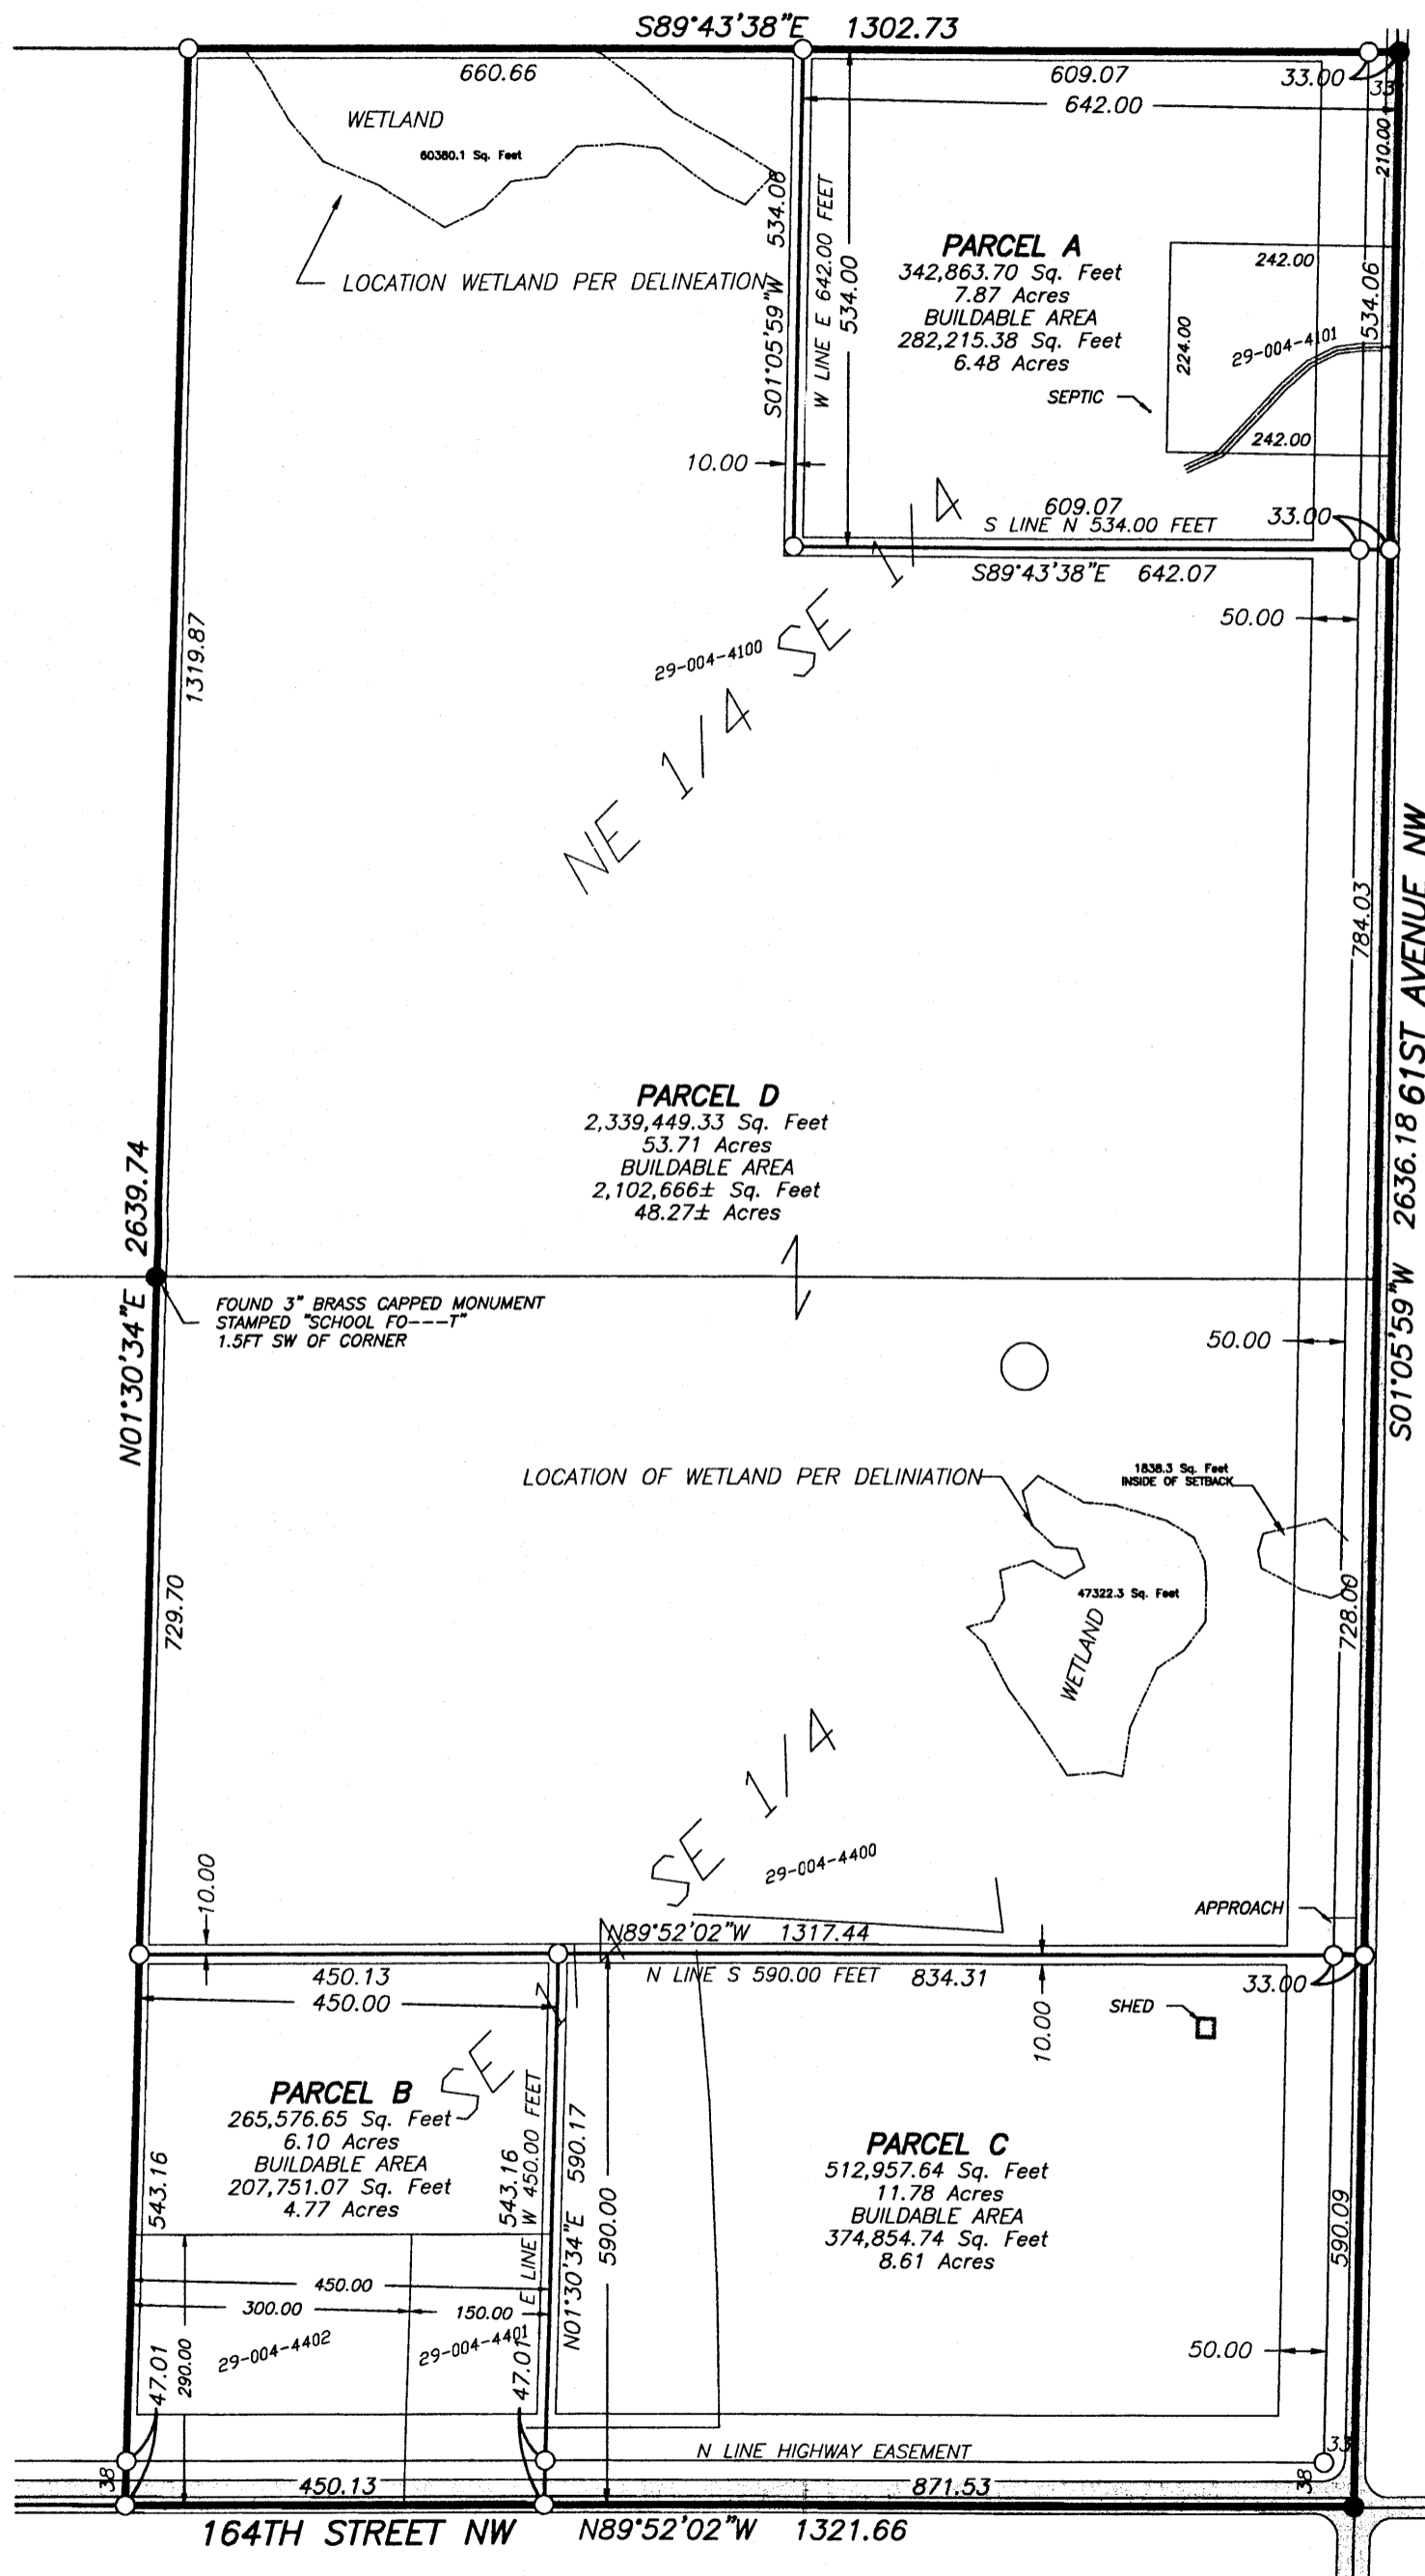 S89°43'38"E 1302.73
660.66
609.07
33.00
33
642.00
WETLAND
60380.1 Sq. Feet
210.00
534.06
S01°05'59"W
W LINE E 642.00 FEET
534.00
LOCATION WETLAND PER DELINEATION
PARCEL A
342,863.70 Sq. Feet
7.87 Acres
BUILDABLE AREA
282,215.38 Sq. Feet
6.48 Acres
242.00
224.00
29-004-4101
534.06
SEPTIC
242.00
10.00
609.07
S LINE N 534.00 FEET
33.00
S89°43'38"E 642.07
50.00
1319.87
29-004-4100
NE 1/4 SE 1/4
784.03
61ST AVENUE NW
S01°05'59"W 2636.18
PARCEL D
2,339,449.33 Sq. Feet
53.71 Acres
BUILDABLE AREA
2,102,666± Sq. Feet
48.27± Acres
N01°30'34"E 2639.74
FOUND 3" BRASS CAPPED MONUMENT
STAMPED "SCHOOL FO---T"
1.5FT SW OF CORNER
50.00
LOCATION OF WETLAND PER DELINIATION
1838.3 Sq. Feet
INSIDE OF SETBACK
47322.3 Sq. Feet
WETLAND
728.00
729.70
SE 1/4
SE
29-004-4400
10.00
APPROACH
N89°52'02"W 1317.44
450.13
N LINE S 590.00 FEET 834.31
33.00
450.00
10.00
SHED
PARCEL B
265,576.65 Sq. Feet
6.10 Acres
BUILDABLE AREA
207,751.07 Sq. Feet
4.77 Acres
543.16
543.16
E LINE W 450.00 FEET
N01°30'34"E 590.17
590.00
PARCEL C
512,957.64 Sq. Feet
11.78 Acres
BUILDABLE AREA
374,854.74 Sq. Feet
8.61 Acres
590.09
450.00
300.00
150.00
29-004-4402
29-004-4401
47.01
290.00
47.01
50.00
N LINE HIGHWAY EASEMENT
33
38
38
450.13
871.53
164TH STREET NW
N89°52'02"W 1321.66